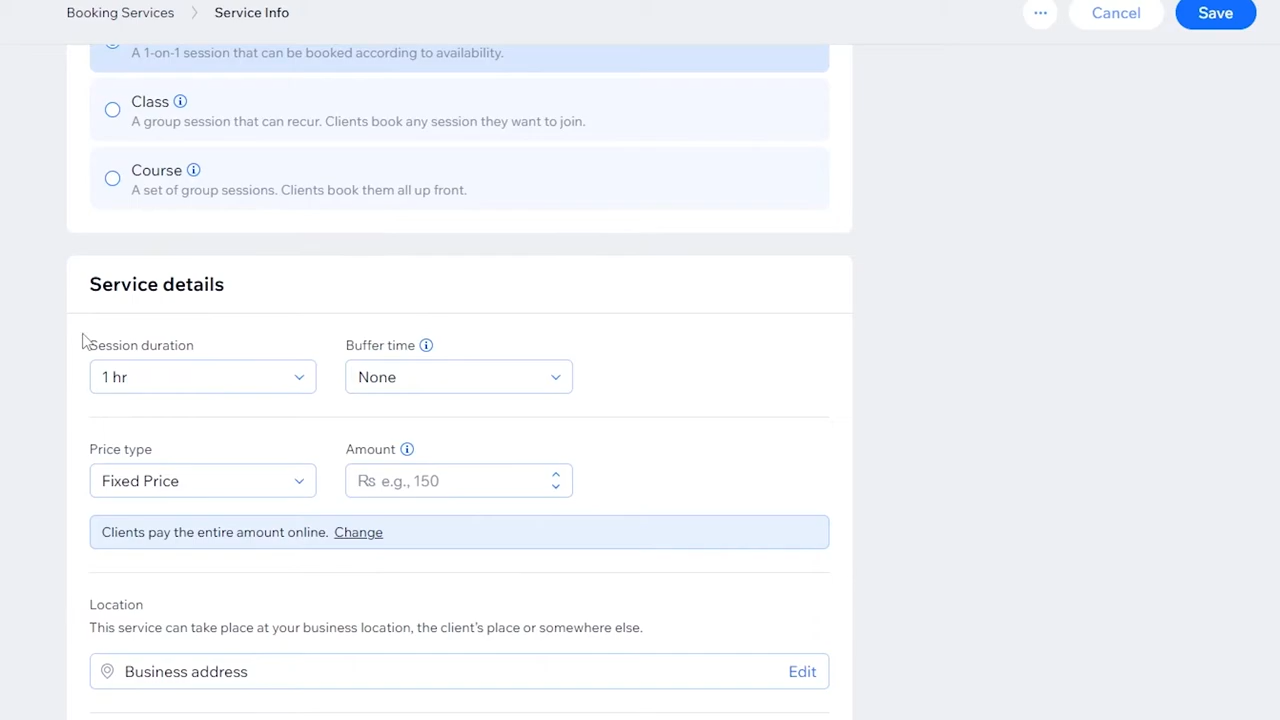 Booking Services
Service Info
...
Cancel
Save
A 1-on-1 session that can be booked according to availability.
Class
A group session that can recur. Clients book any session they want to join.
Course
A set of group sessions. Clients book them all up front.
Service details
Session duration
Buffer time
1 hr
None
Price type
Amount
Fixed Price
₨ e.g., 150
Clients pay the entire amount online. Change
Location
This service can take place at your business location, the client's place or somewhere else.
Business address
Edit